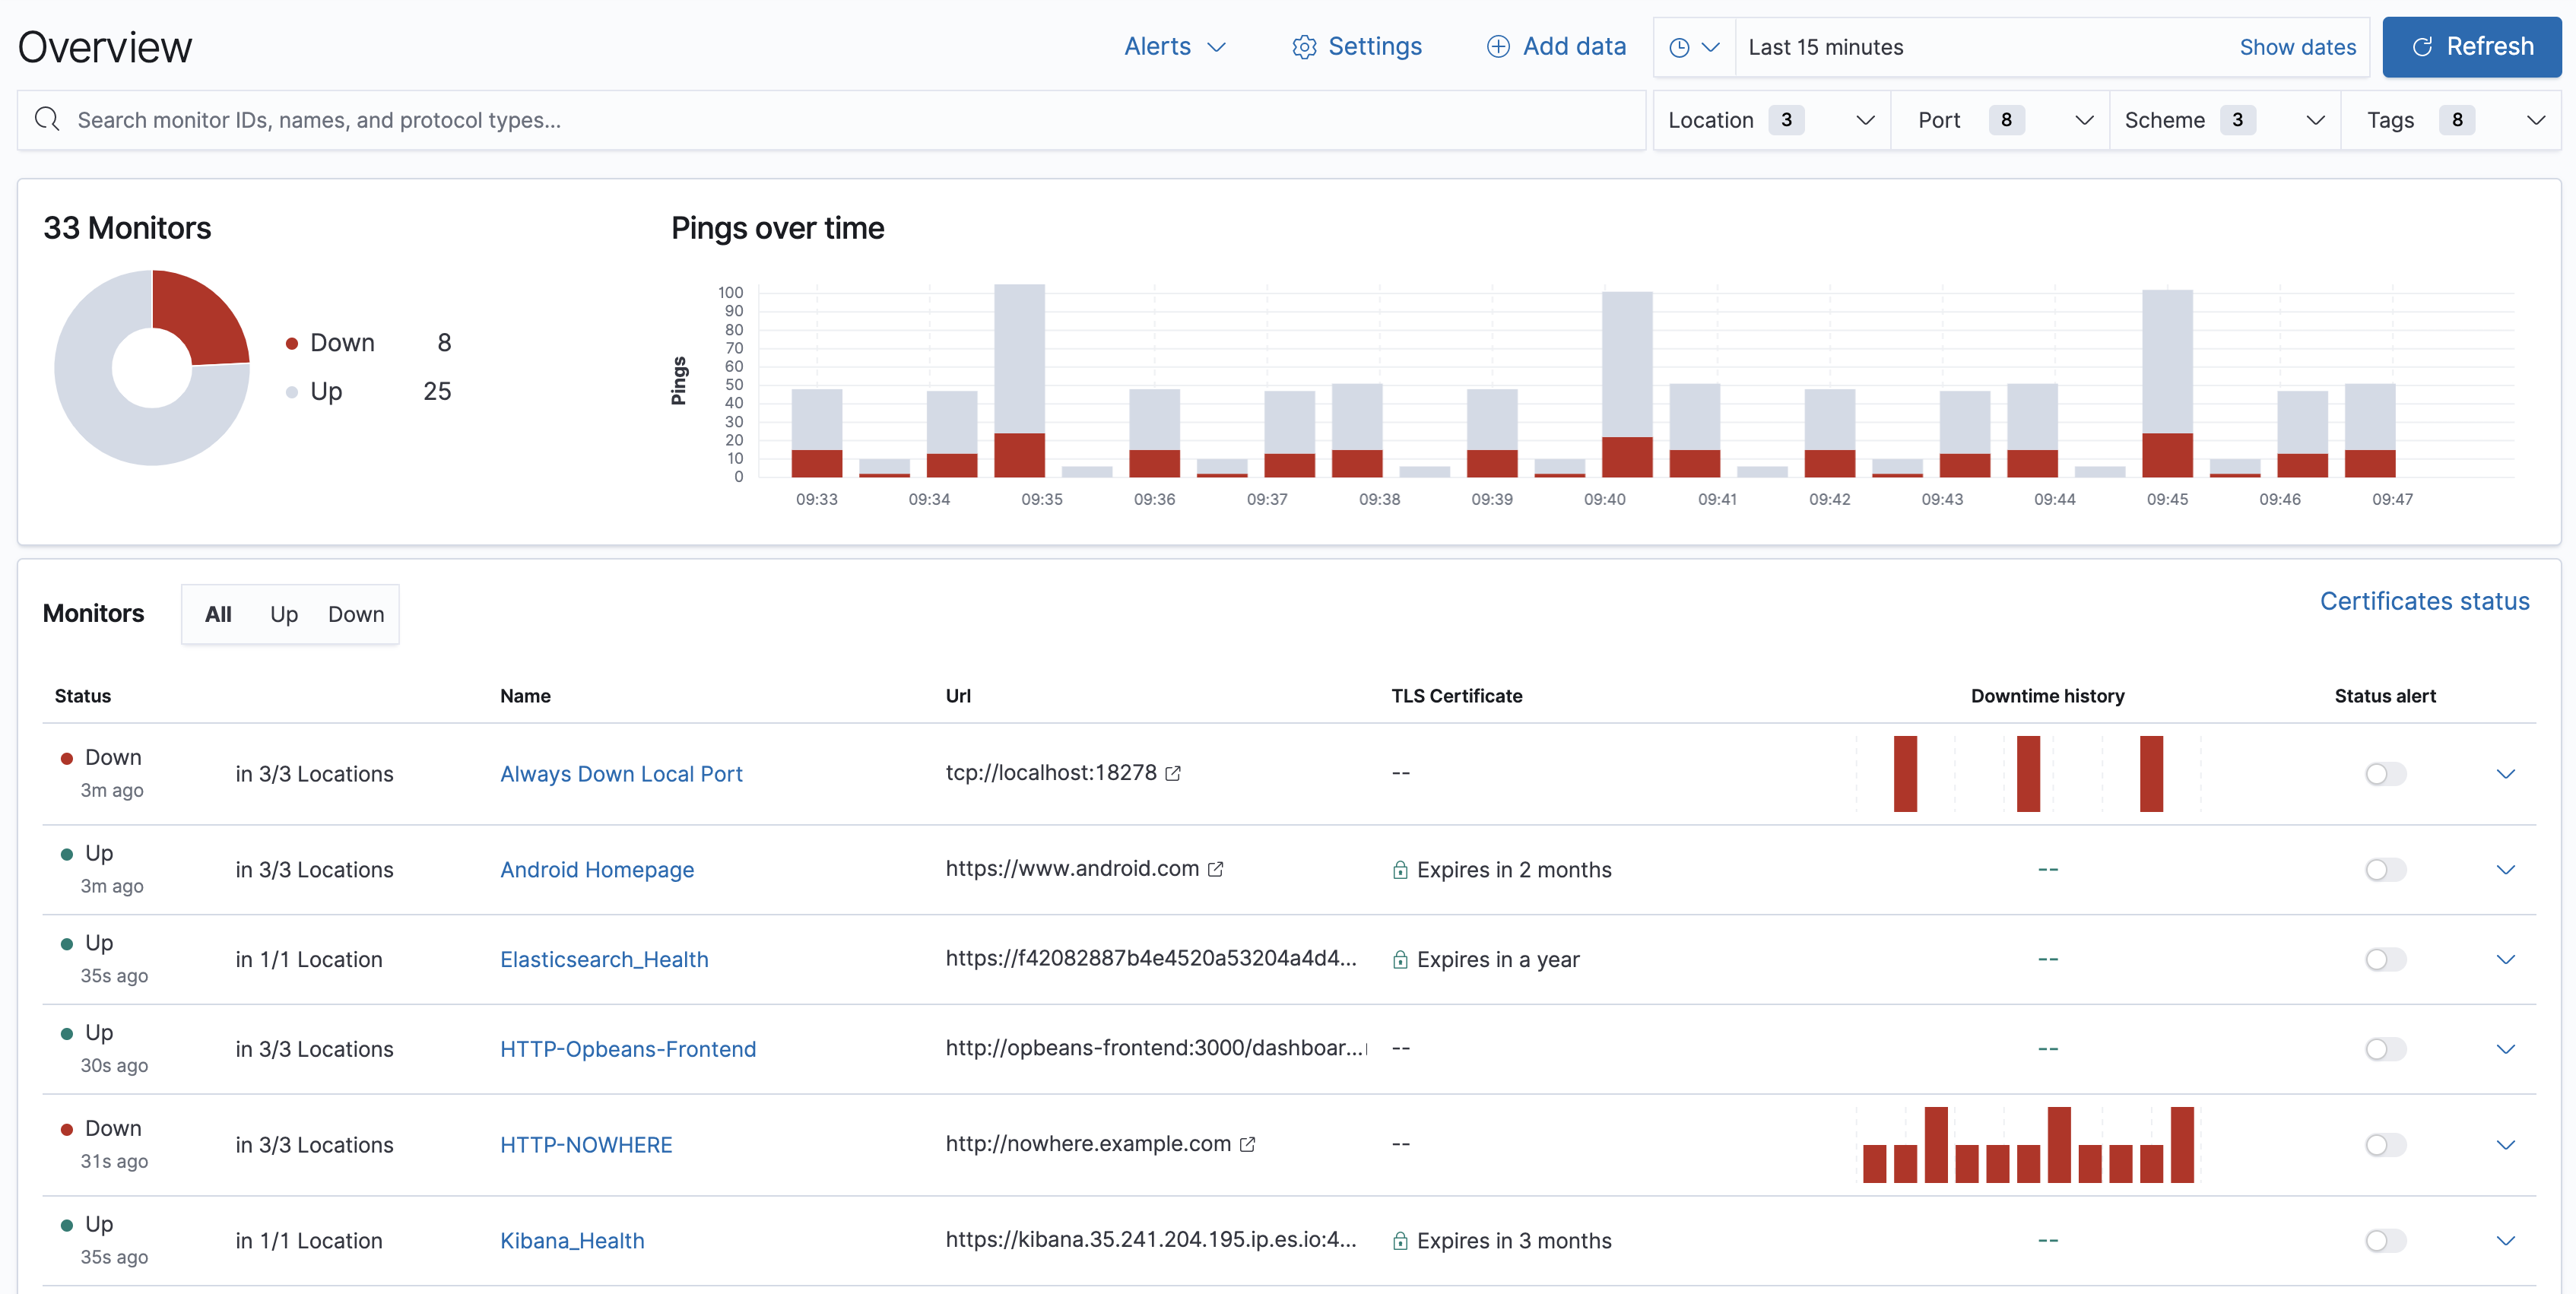 Overview
Alerts
Settings
Add data
Last 15 minutes
Show dates
Refresh
Search monitor IDs, names, and protocol types...
Location 3
Port 8
Scheme 3
Tags 8
33 Monitors
Down 8
Up 25
Pings over time
Pings
100
90
80
70
60
50
40
30
20
10
0
09:33 09:34 09:35 09:36 09:37 09:38 09:39 09:40 09:41 09:42 09:43 09:44 09:45 09:46 09:47
Monitors
All Up Down
Certificates status
Status Name Url TLS Certificate Downtime history Status alert
Down
3m ago
in 3/3 Locations
Always Down Local Port
tcp://localhost:18278
--
Up
3m ago
in 3/3 Locations
Android Homepage
https://www.android.com
Expires in 2 months
--
Up
35s ago
in 1/1 Location
Elasticsearch_Health
https://f42082887b4e4520a53204a4d4...
Expires in a year
--
Up
30s ago
in 3/3 Locations
HTTP-Opbeans-Frontend
http://opbeans-frontend:3000/dashboar...
--
--
Down
31s ago
in 3/3 Locations
HTTP-NOWHERE
http://nowhere.example.com
--
Up
35s ago
in 1/1 Location
Kibana_Health
https://kibana.35.241.204.195.ip.es.io:4...
Expires in 3 months
--